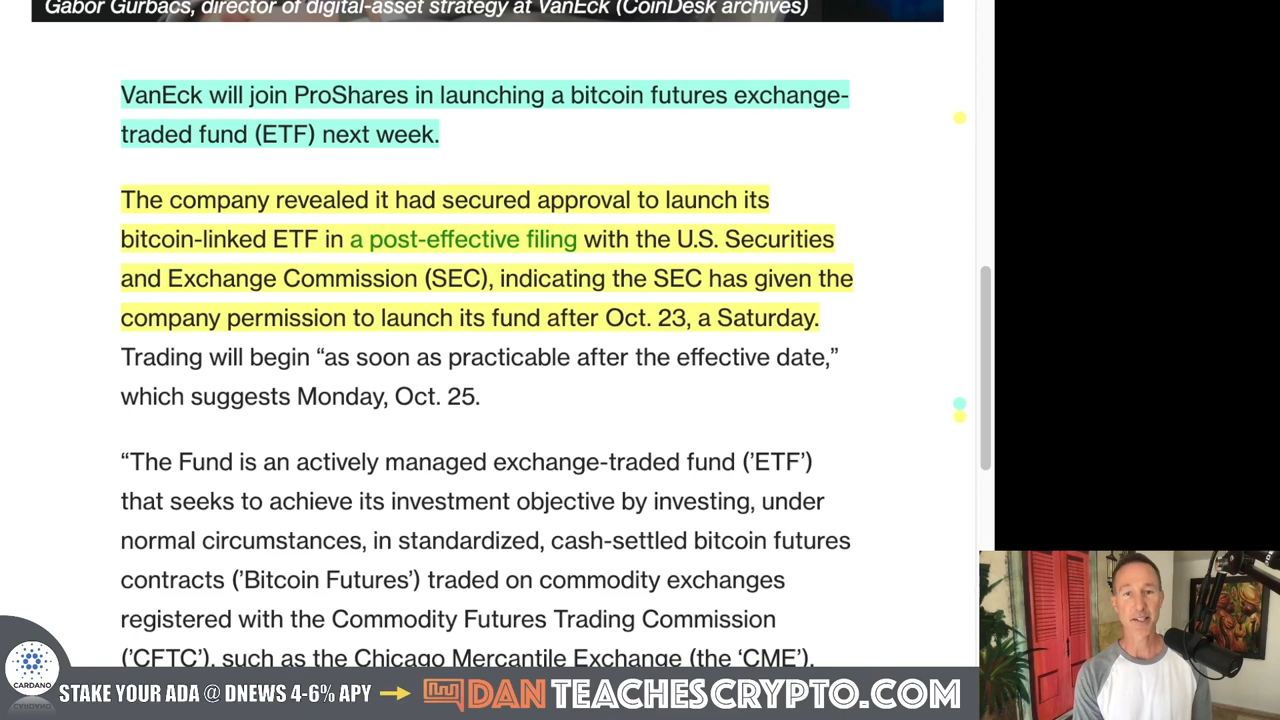 Gabor Gurbacs, director of digital-asset strategy at VanEck (CoinDesk archives)
VanEck will join ProShares in launching a bitcoin futures exchange-
traded fund (ETF) next week.
The company revealed it had secured approval to launch its
bitcoin-linked ETF in a post-effective filing with the U.S. Securities
and Exchange Commission (SEC), indicating the SEC has given the
company permission to launch its fund after Oct. 23, a Saturday.
Trading will begin “as soon as practicable after the effective date,”
which suggests Monday, Oct. 25.
“The Fund is an actively managed exchange-traded fund (’ETF’)
that seeks to achieve its investment objective by investing, under
normal circumstances, in standardized, cash-settled bitcoin futures
contracts (’Bitcoin Futures’) traded on commodity exchanges
registered with the Commodity Futures Trading Commission
(’CFTC’), such as the Chicago Mercantile Exchange (the ‘CME’).
CARDANO
STAKE YOUR ADA @ DNEWS 4-6% APY
DANTEACHESCRYPTO.COM